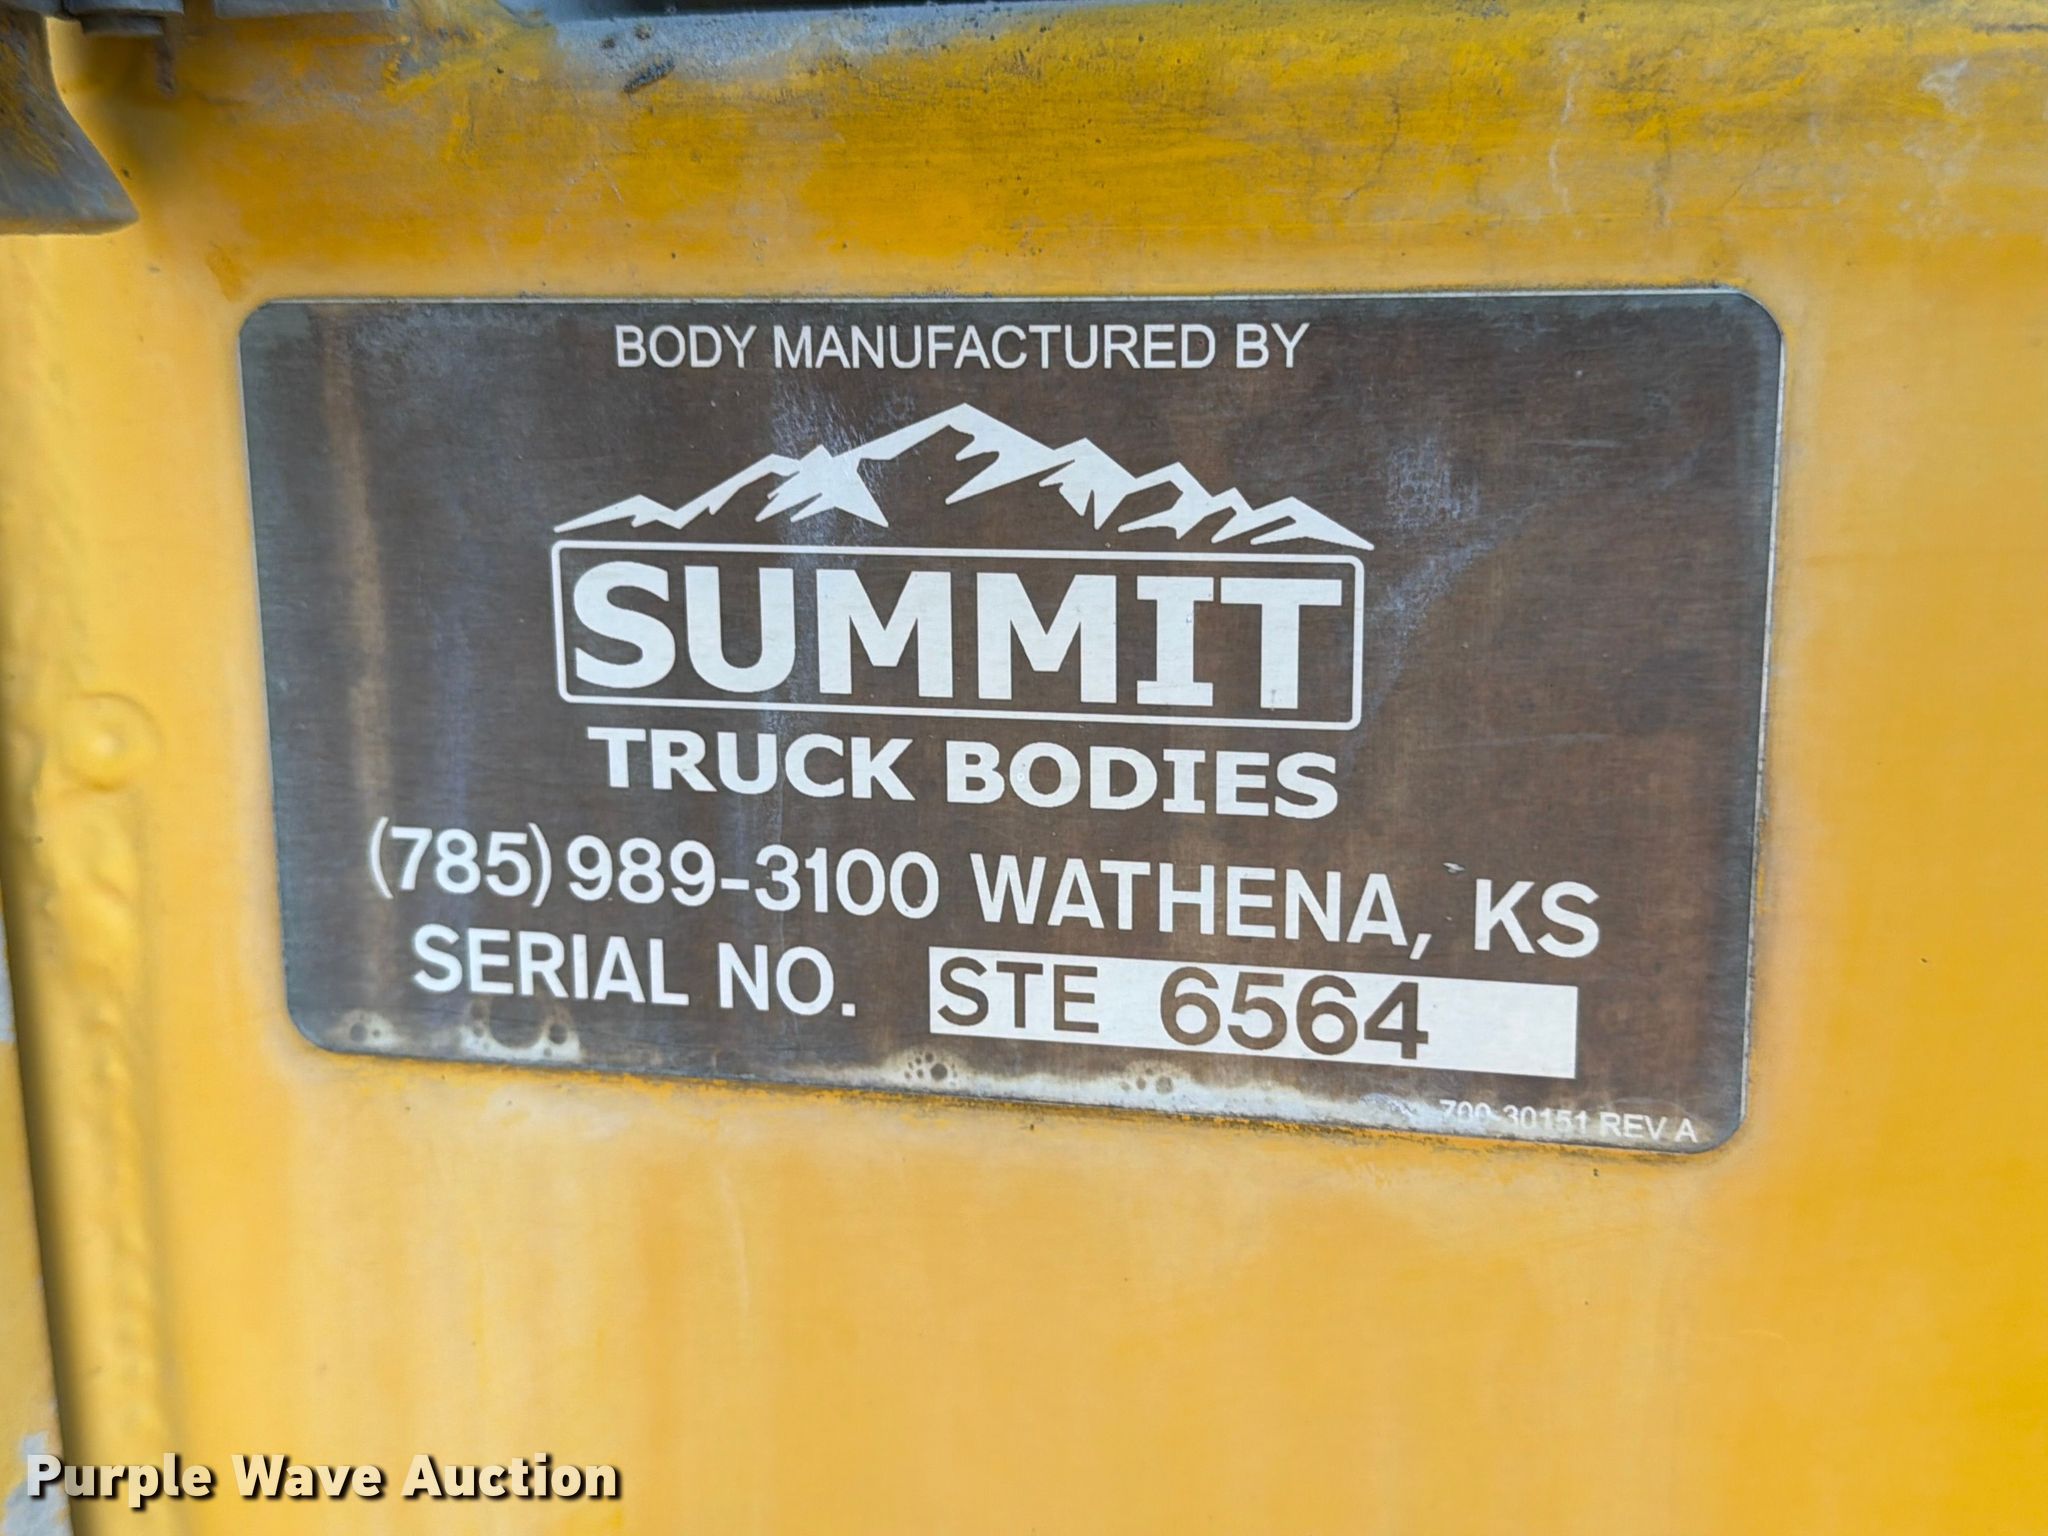 BODY MANUFACTURED BY
SUMMIT
TRUCK BODIES
(785) 989-3100 WATHENA, KS
SERIAL NO. STE 6564
700-30151 REV A
Purple Wave Auction